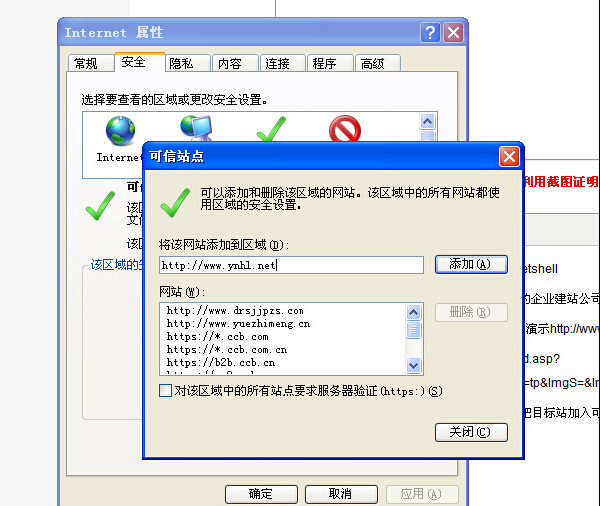 Internet 属性
常规 安全 隐私 内容 连接 程序 高级
选择要查看的区域或更改安全设置。
Internet
可信站点
可以添加和删除该区域的网站。该区域中的所有网站都使
用区域的安全设置。
将该网站添加到区域(D):
http://www.ynhl.net
添加(A)
网站(W):
http://www.drsjjpzs.com
http://www.yuezhimeng.cn
https://*.ccb.com
https://*.ccb.com.cn
https://b2b.ccb.cn
删除(R)
对该区域中的所有站点要求服务器验证(https:)(S)
关闭(C)
可
该
文
该
该区域的
确定 取消 应用(A)
利用截图证明
etshell
的企业建站公司
演示http://ww
d.asp?
=tp&ImgS=&
把目标站加入可